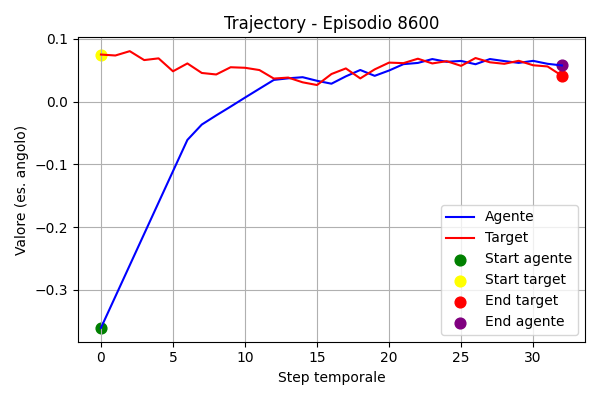 Trajectory - Episodio 8600
Valore (es. angolo)
0.1
0.0
−0.1
−0.2
−0.3
0
5
10
15
20
25
30
Step temporale
Agente
Target
Start agente
Start target
End target
End agente